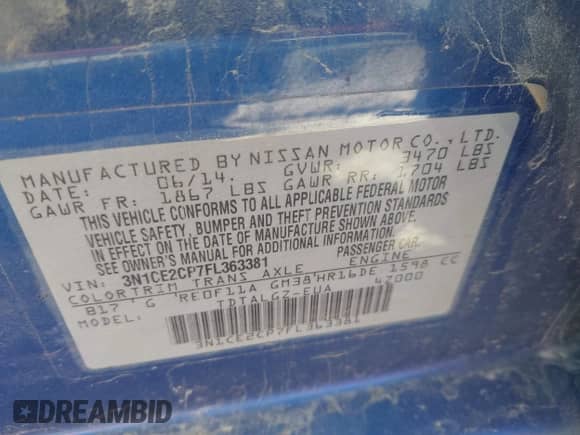 MANUFACTURED BY NISSAN MOTOR CO., LTD.
DATE: 06/14. GVWR: 3470 LBS
GAWR FR: 1867 LBS GAWR RR: 1704 LBS
THIS VEHICLE CONFORMS TO ALL APPLICABLE FEDERAL MOTOR
VEHICLE SAFETY, BUMPER AND THEFT PREVENTION STANDARDS
IN EFFECT ON THE DATE OF MANUFACTURE SHOWN ABOVE.
SEE OWNER'S MANUAL FOR ADDITIONAL INFORMATION.
VIN: 3N1CE2CP7FL363381 PASSENGER CAR.
COLOR TRIM TRANS AXLE ENGINE
B17 G RE0F11A GM38 HR16DE 1598 CC
MODEL: TDTALGZ-EUA 47000
3N1CE2CP7FL363381
DREAMBID